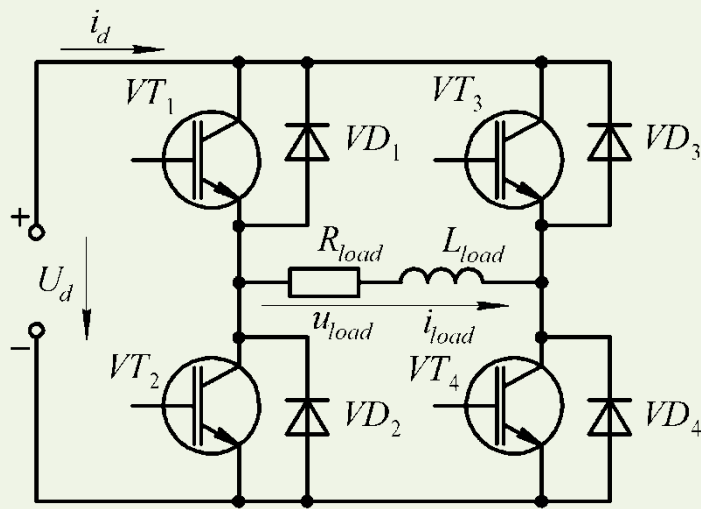 i_d
VT_1
VD_1
VT_3
VD_3
+
U_d
−
R_load
L_load
u_load
i_load
VT_2
VD_2
VT_4
VD_4